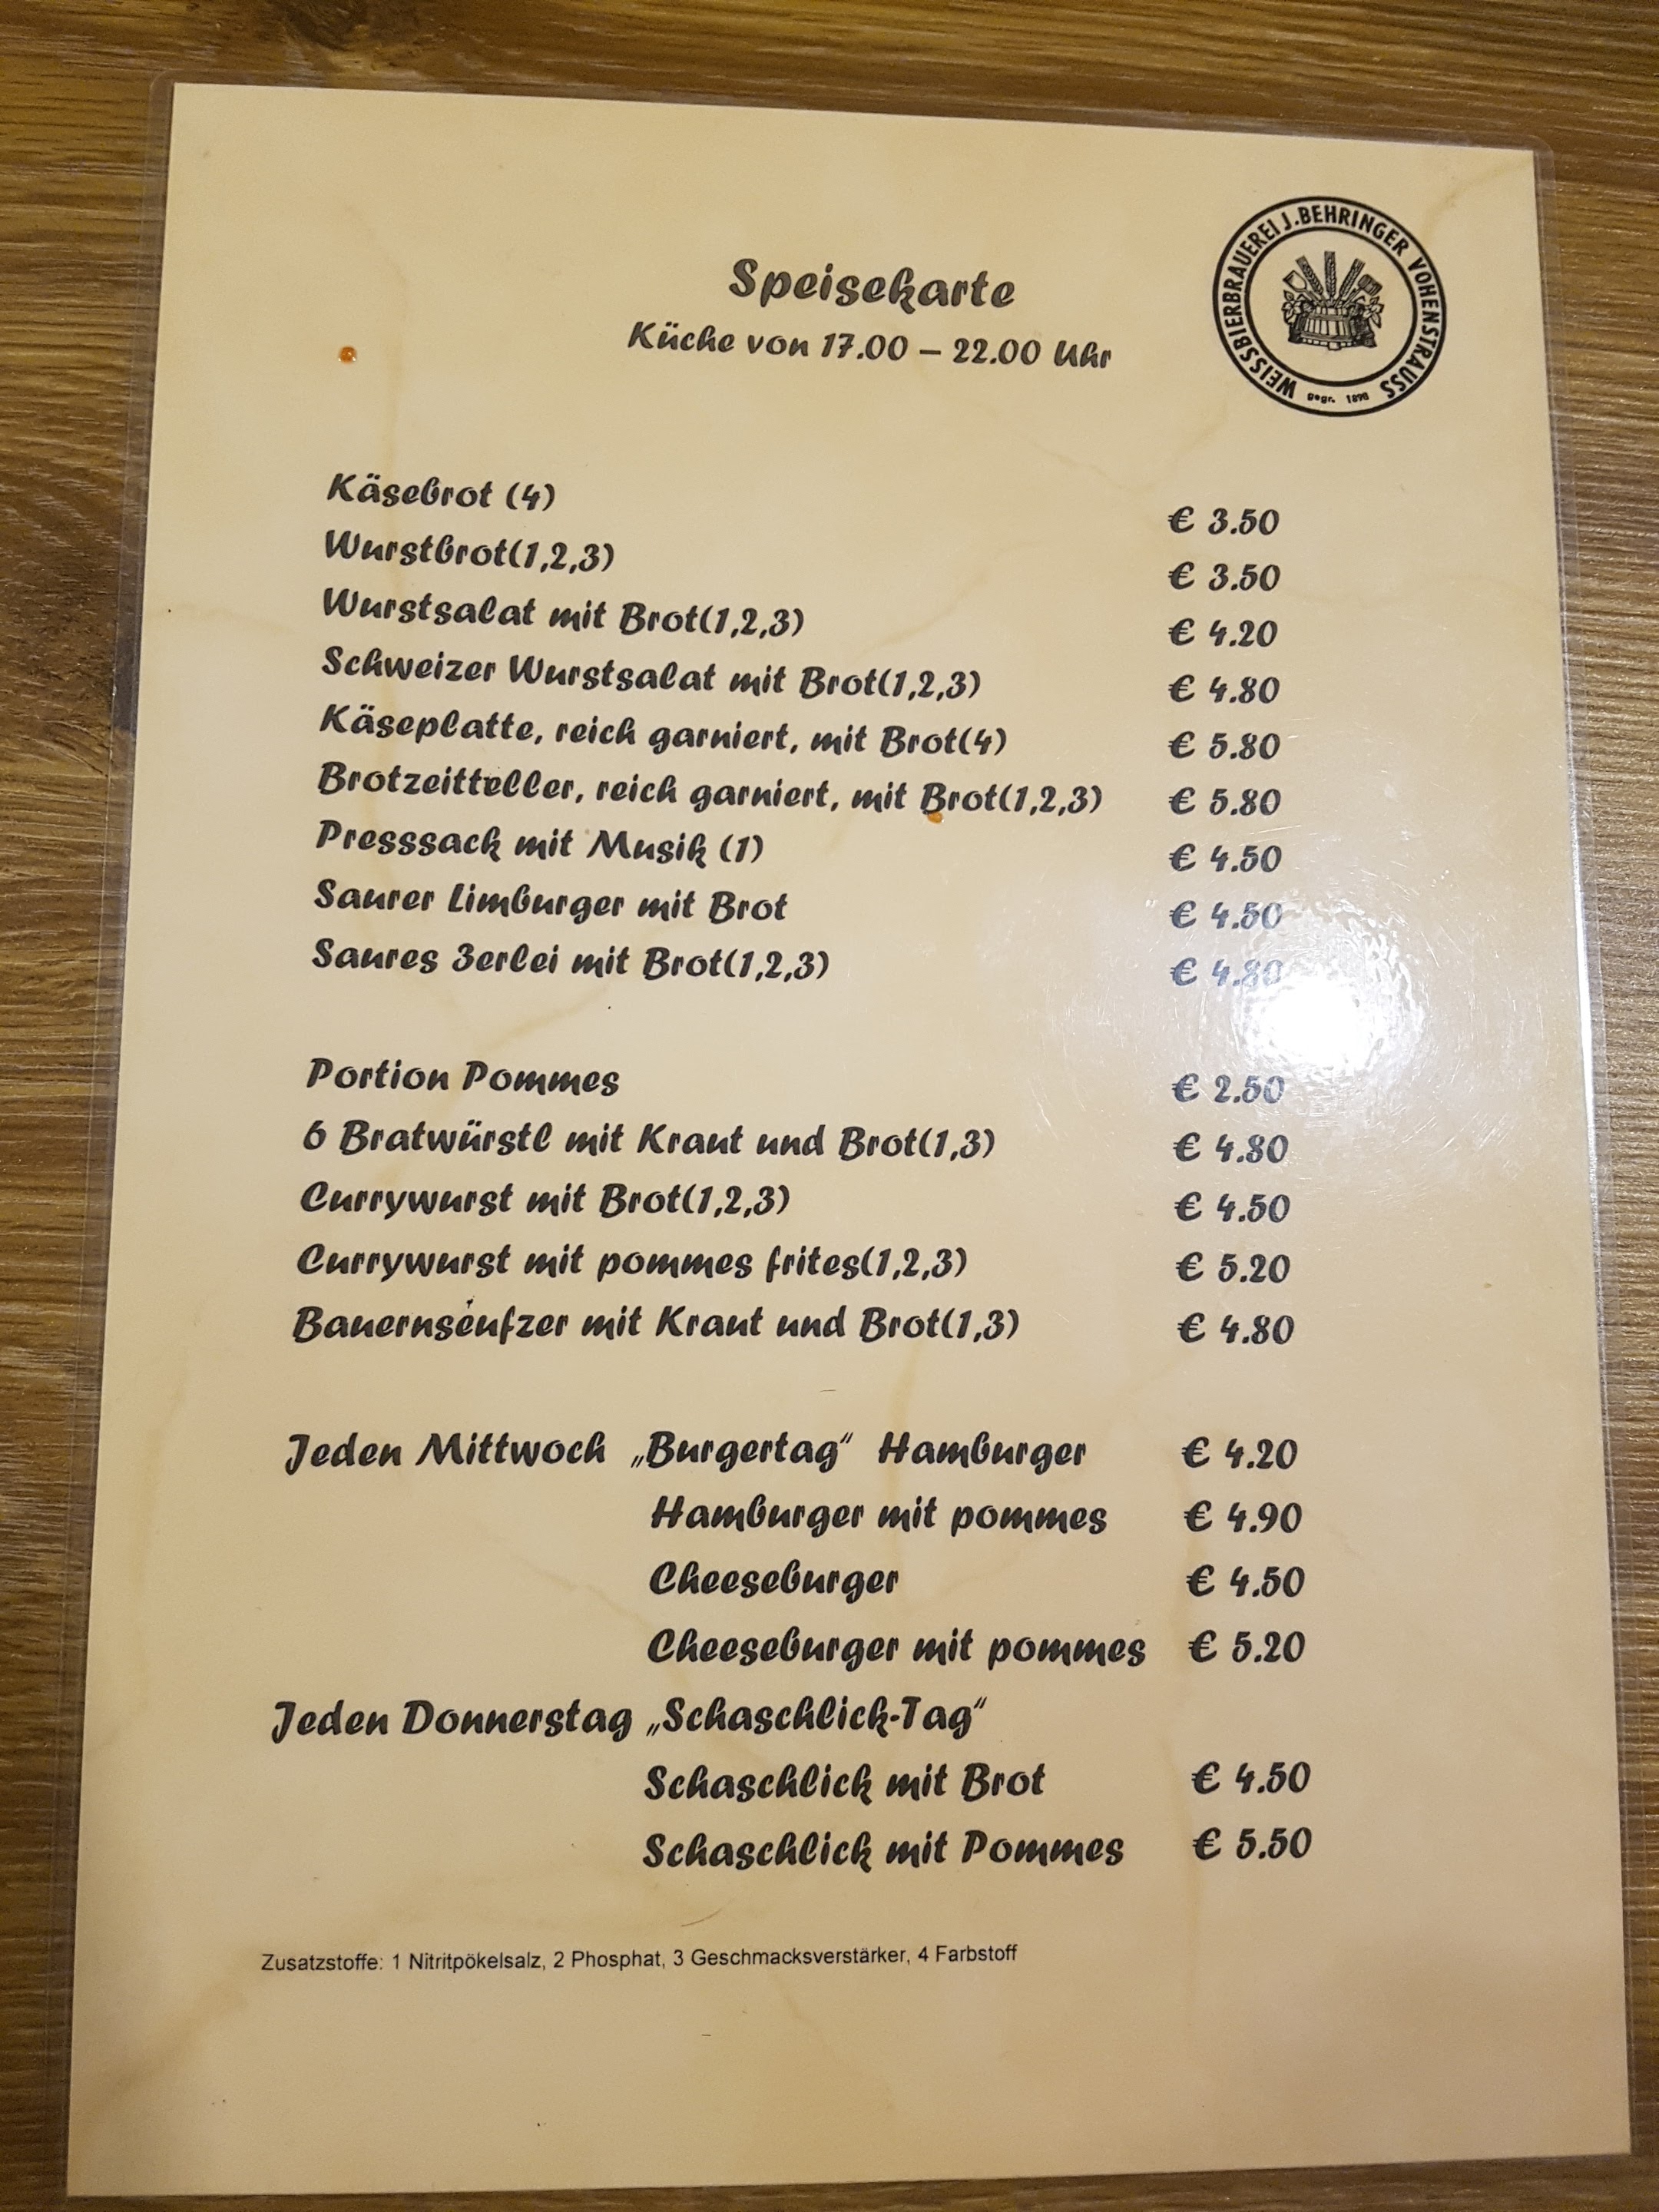 WEISSBIERBRAUEREI J.BEHRINGER VOHENSTRAUSS
gegr. 1898
Speisekarte
Küche von 17.00 – 22.00 Uhr
Käsebrot (4) € 3.50
Wurstbrot(1,2,3) € 3.50
Wurstsalat mit Brot(1,2,3) € 4.20
Schweizer Wurstsalat mit Brot(1,2,3) € 4.80
Käseplatte, reich garniert, mit Brot(4) € 5.80
Brotzeitteller, reich garniert, mit Brot(1,2,3) € 5.80
Presssack mit Musik (1) € 4.50
Saurer Limburger mit Brot € 4.50
Saures 3erlei mit Brot(1,2,3) € 4.80
Portion Pommes € 2.50
6 Bratwürstl mit Kraut und Brot(1,3) € 4.80
Currywurst mit Brot(1,2,3) € 4.50
Currywurst mit pommes frites(1,2,3) € 5.20
Bauernseufzer mit Kraut und Brot(1,3) € 4.80
Jeden Mittwoch „Burgertag“ Hamburger € 4.20
Hamburger mit pommes € 4.90
Cheeseburger € 4.50
Cheeseburger mit pommes € 5.20
Jeden Donnerstag „Schaschlick-Tag“
Schaschlick mit Brot € 4.50
Schaschlick mit Pommes € 5.50
Zusatzstoffe: 1 Nitritpökelsalz, 2 Phosphat, 3 Geschmacksverstärker, 4 Farbstoff